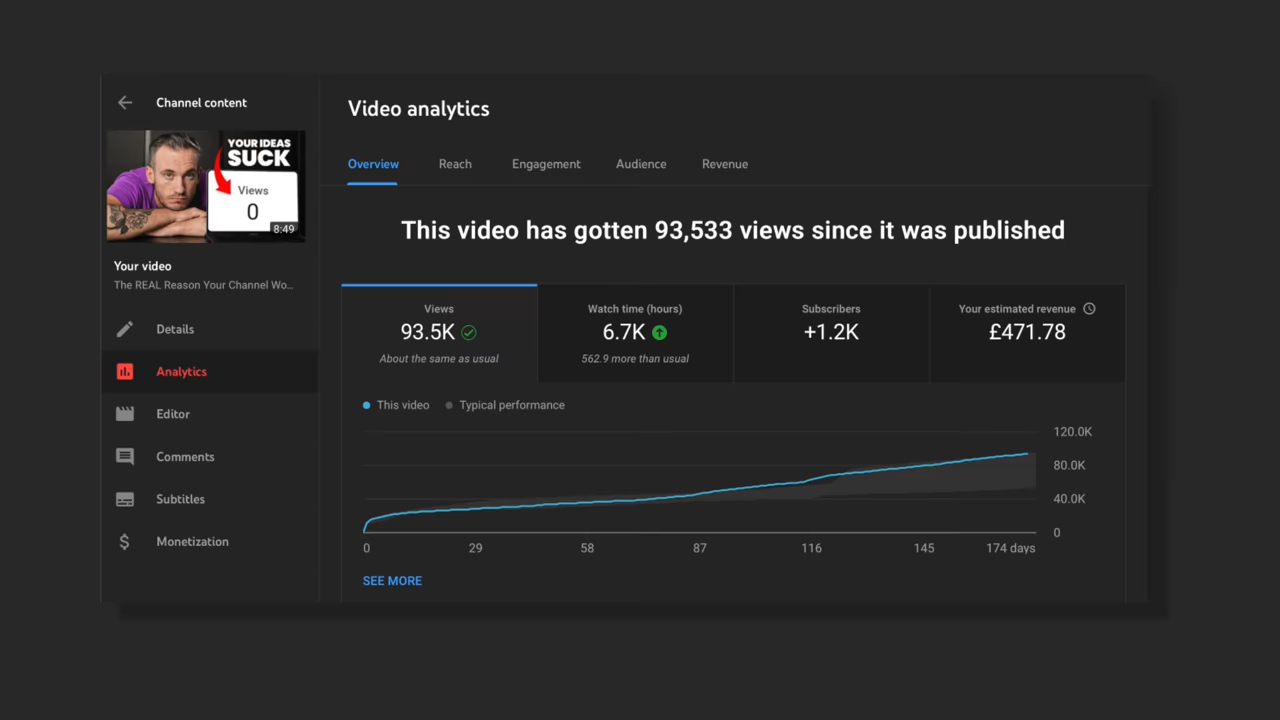 Channel content
YOUR IDEAS
SUCK
Views
0
8:49
Your video
The REAL Reason Your Channel Wo...
Details
Analytics
Editor
Comments
Subtitles
Monetization
Video analytics
Overview Reach Engagement Audience Revenue
This video has gotten 93,533 views since it was published
Views
93.5K
About the same as usual
Watch time (hours)
6.7K
562.9 more than usual
Subscribers
+1.2K
Your estimated revenue
£471.78
This video Typical performance
120.0K
80.0K
40.0K
0
0 29 58 87 116 145 174 days
SEE MORE